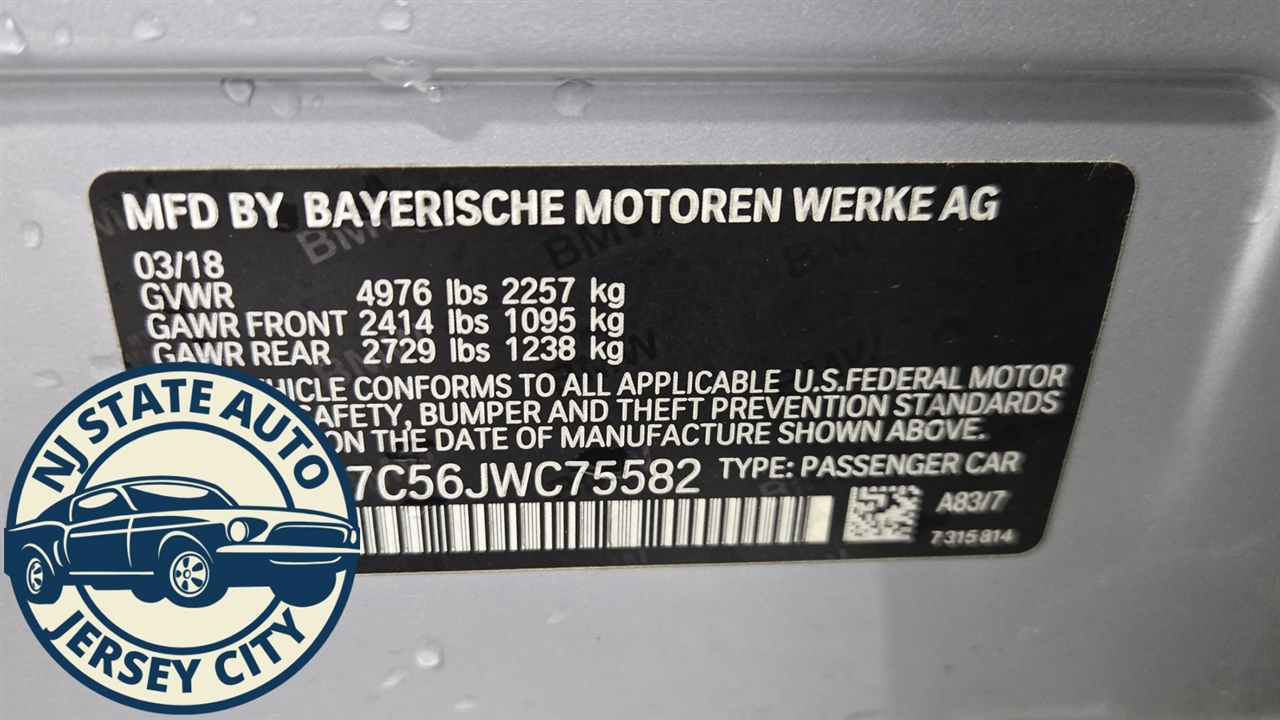 MFD BY BAYERISCHE MOTOREN WERKE AG
03/18
GVWR 4976 lbs 2257 kg
GAWR FRONT 2414 lbs 1095 kg
GAWR REAR 2729 lbs 1238 kg
EHICLE CONFORMS TO ALL APPLICABLE U.S.FEDERAL MOTOR
AFETY, BUMPER AND THEFT PREVENTION STANDARDS
ON THE DATE OF MANUFACTURE SHOWN ABOVE.
7C56JWC75582 TYPE: PASSENGER CAR
A83/7
7315814
NJ STATE AUTO
JERSEY CITY